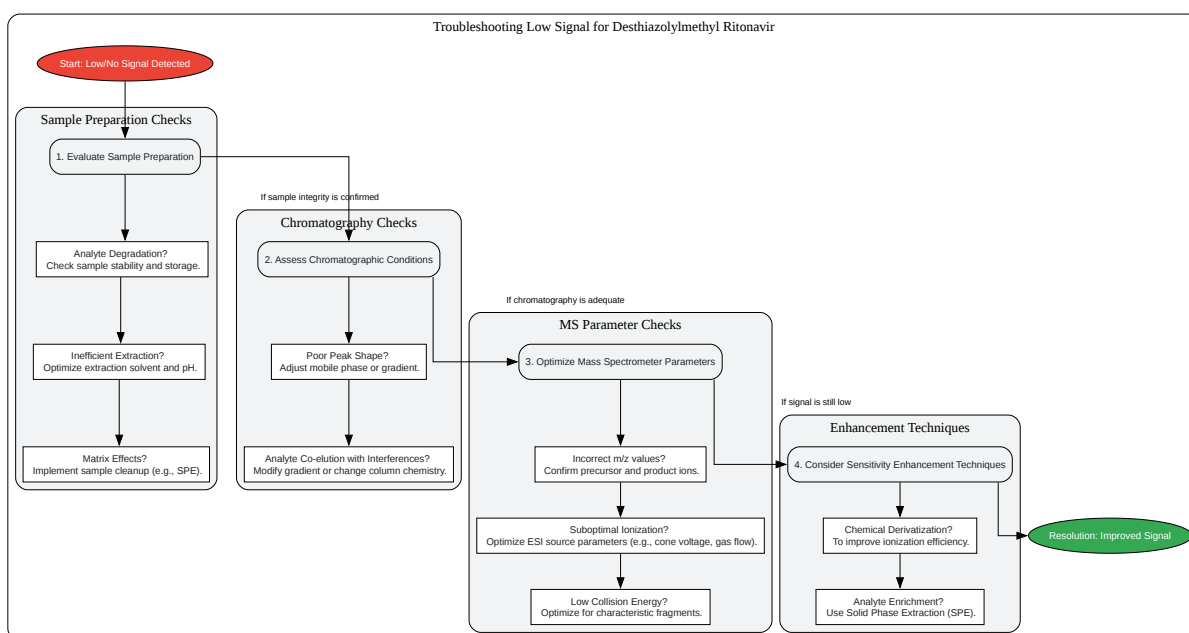 Troubleshooting Low Signal for Desthiazolylmethyl Ritonavir
Start: Low/No Signal Detected
Sample Preparation Checks
1. Evaluate Sample Preparation
Analyte Degradation?
Check sample stability and storage.
Inefficient Extraction?
Optimize extraction solvent and pH.
Matrix Effects?
Implement sample cleanup (e.g., SPE).
If sample integrity is confirmed
Chromatography Checks
2. Assess Chromatographic Conditions
Poor Peak Shape?
Adjust mobile phase or gradient.
Analyte Co-elution with Interferences?
Modify gradient or change column chemistry.
If chromatography is adequate
MS Parameter Checks
3. Optimize Mass Spectrometer Parameters
Incorrect m/z values?
Confirm precursor and product ions.
Suboptimal Ionization?
Optimize ESI source parameters (e.g., cone voltage, gas flow).
Low Collision Energy?
Optimize for characteristic fragments.
If signal is still low
Enhancement Techniques
4. Consider Sensitivity Enhancement Techniques
Chemical Derivatization?
To improve ionization efficiency.
Analyte Enrichment?
Use Solid Phase Extraction (SPE).
Resolution: Improved Signal